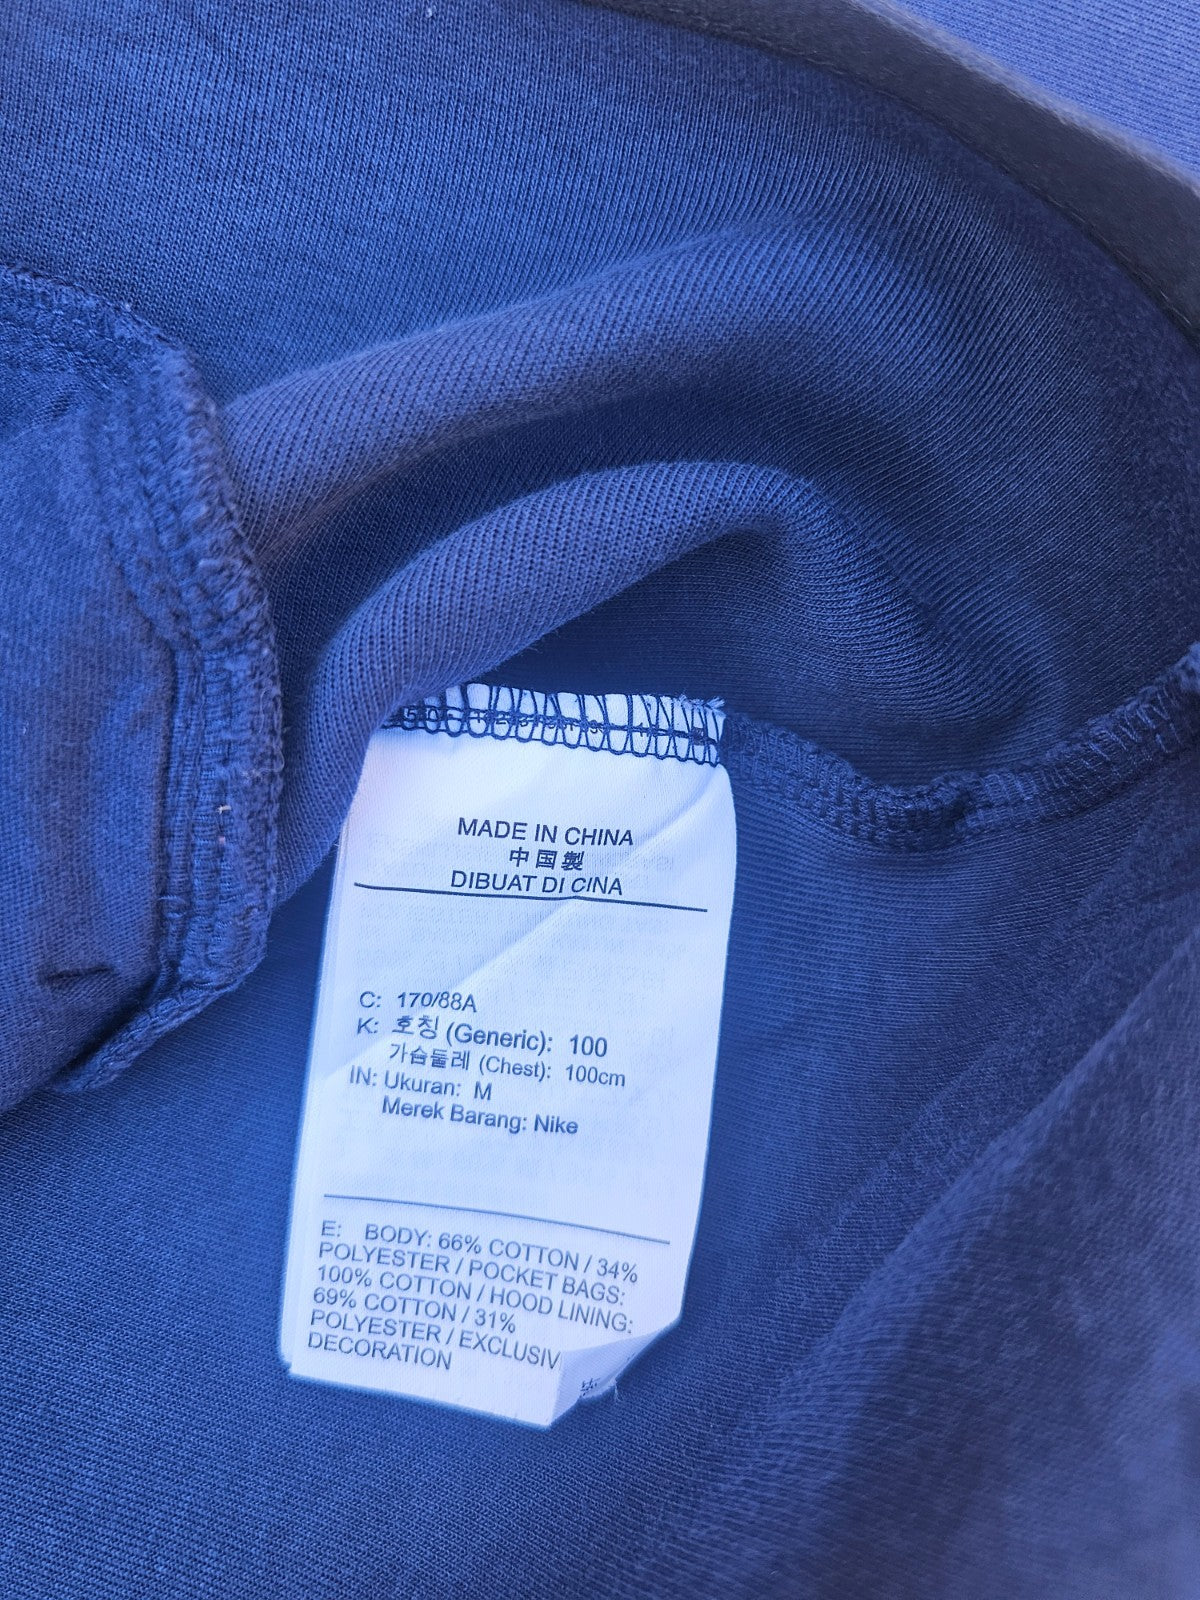 MADE IN CHINA
中国製
DIBUAT DI CINA
C: 170/88A
K: 호칭 (Generic): 100
가슴둘레 (Chest): 100cm
IN: Ukuran: M
Merek Barang: Nike
E: BODY: 66% COTTON / 34%
POLYESTER / POCKET BAGS:
100% COTTON / HOOD LINING:
69% COTTON / 31%
POLYESTER / EXCLUSIV
DECORATION